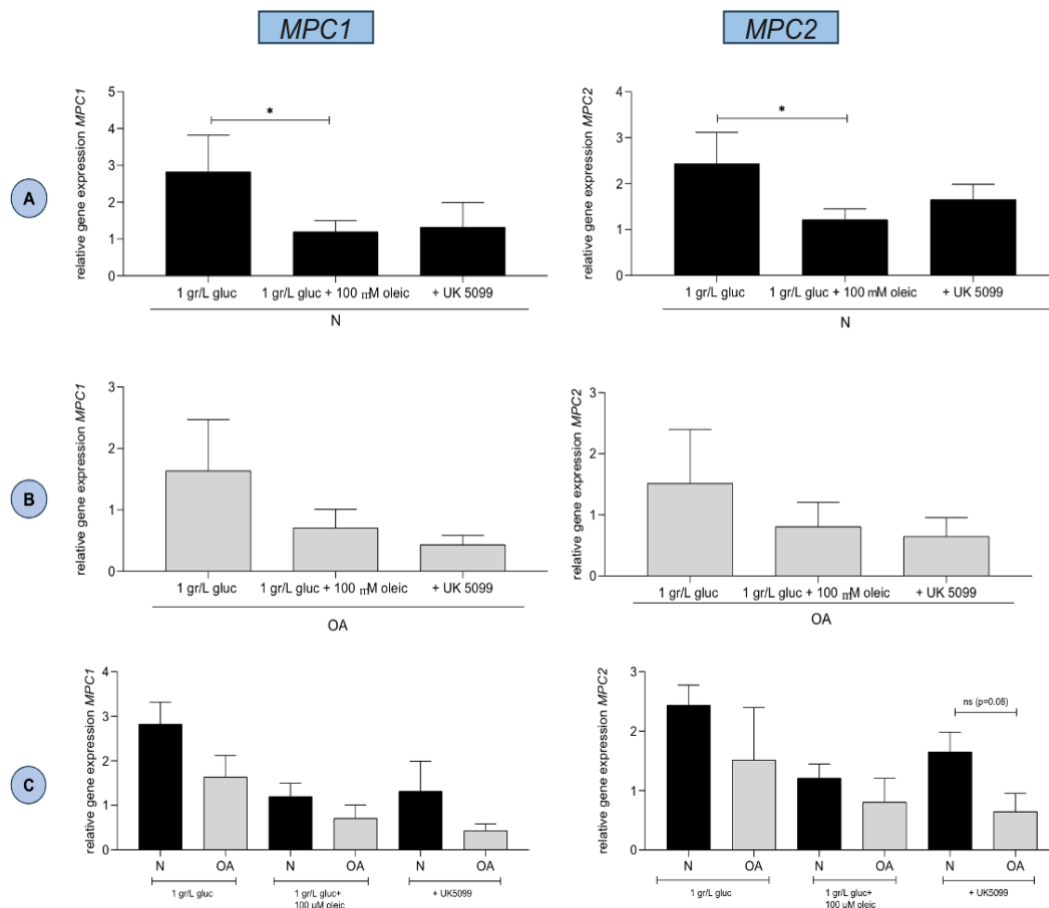 MPC1
MPC2
A
relative gene expression MPC1
5
4
3
2
1
0
*
1 gr/L gluc
1 gr/L gluc + 100 mM oleic
+ UK 5099
N
relative gene expression MPC2
4
3
2
1
0
*
1 gr/L gluc
1 gr/L gluc + 100 mM oleic
+ UK 5099
N
B
relative gene expression MPC1
3
2
1
0
1 gr/L gluc
1 gr/L gluc + 100 mM oleic
+ UK 5099
OA
relative gene expression MPC2
3
2
1
0
1 gr/L gluc
1 gr/L gluc + 100 mM oleic
+ UK 5099
OA
C
relative gene expression MPC1
4
3
2
1
0
N OA N OA N OA
1 gr/L gluc
1 gr/L gluc+
100 uM oleic
+ UK5099
relative gene expression MPC2
3
2
1
0
ns (p=0.08)
N OA N OA N OA
1 gr/L gluc
1 gr/L gluc+
100 uM oleic
+ UK5099